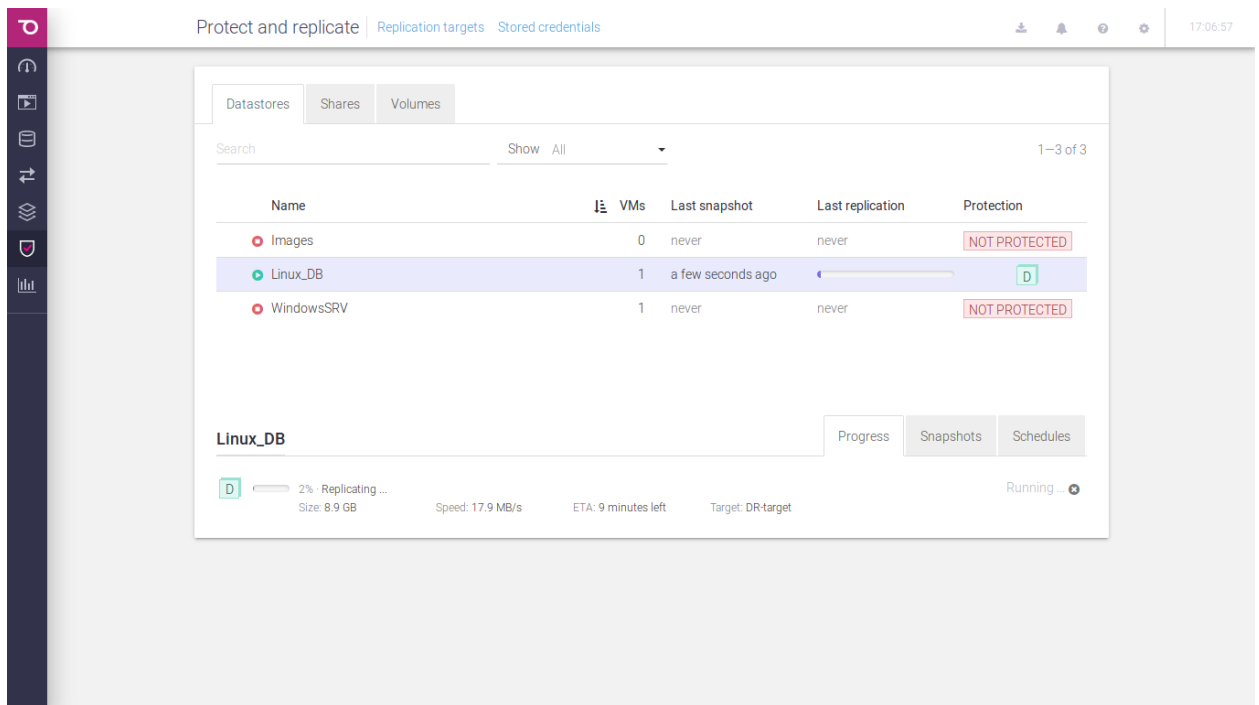 Protect and replicate Replication targets Stored credentials 17:06:57
Datastores Shares Volumes
Search Show All 1–3 of 3
Name VMs Last snapshot Last replication Protection
Images 0 never never NOT PROTECTED
Linux_DB 1 a few seconds ago D
WindowsSRV 1 never never NOT PROTECTED
Linux_DB Progress Snapshots Schedules
D 2% · Replicating ... Running ...
Size: 8.9 GB Speed: 17.9 MB/s ETA: 9 minutes left Target: DR-target